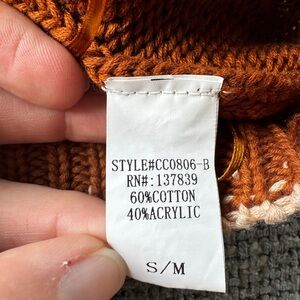 STYLE#CC0806-B
RN#: 137839
60%COTTON
40%ACRYLIC
S/M